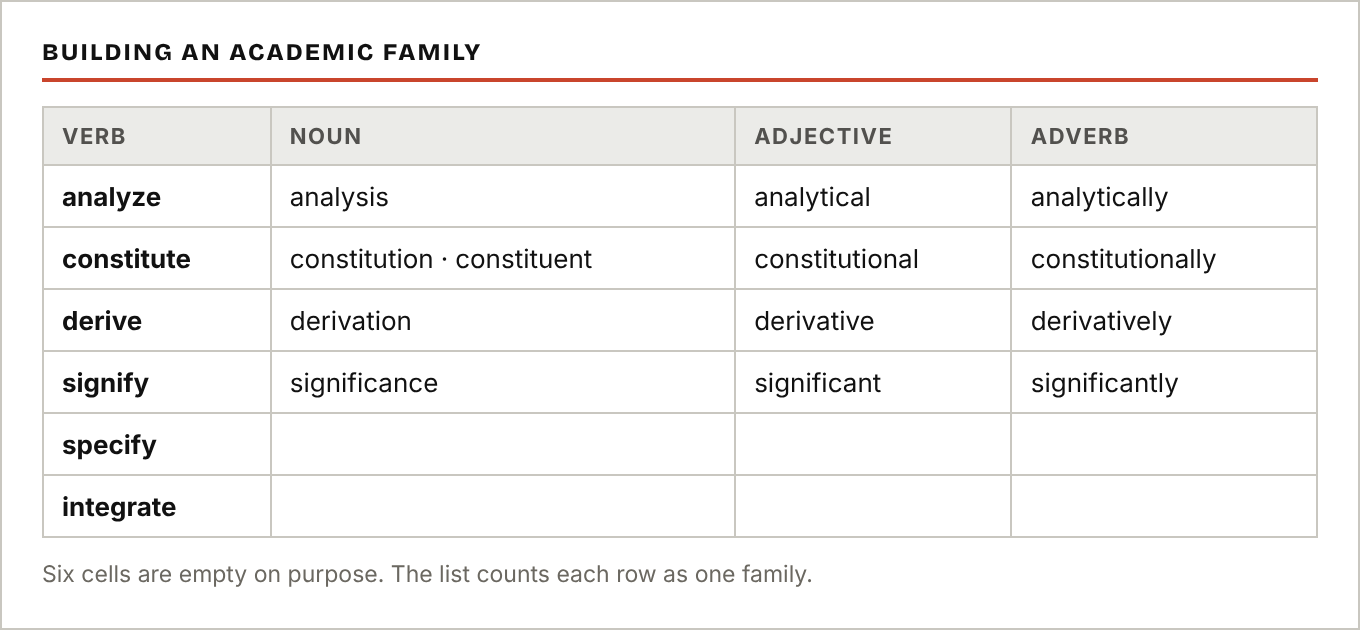 BUILDING AN ACADEMIC FAMILY
VERB NOUN ADJECTIVE ADVERB
analyze analysis analytical analytically
constitute constitution · constituent constitutional constitutionally
derive derivation derivative derivatively
signify significance significant significantly
specify
integrate
Six cells are empty on purpose. The list counts each row as one family.